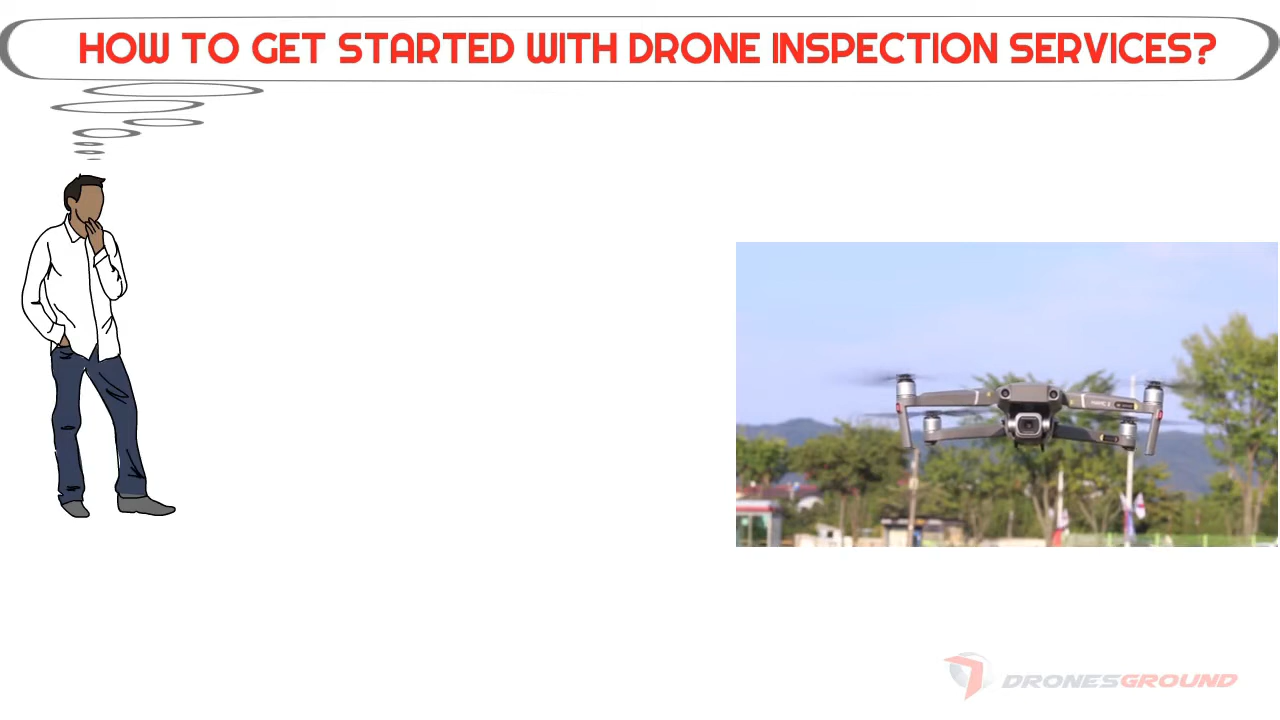 HOW TO GET STARTED WITH DRONE INSPECTION SERVICES?
DRONESGROUND